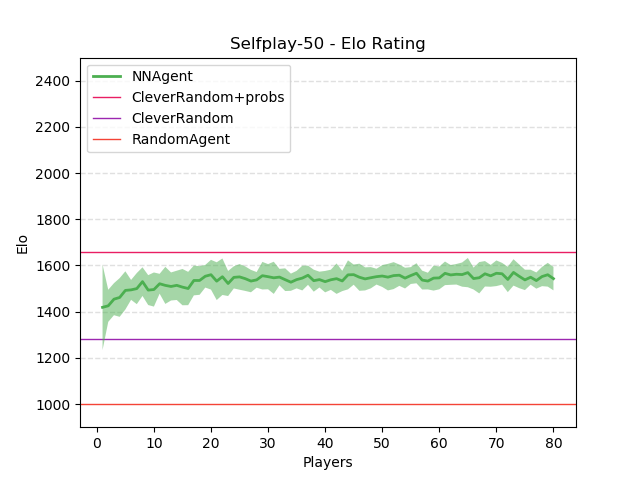 Selfplay-50 - Elo Rating
NNAgent
CleverRandom+probs
CleverRandom
RandomAgent
2400
2200
2000
1800
1600
1400
1200
1000
Elo
0 10 20 30 40 50 60 70 80
Players